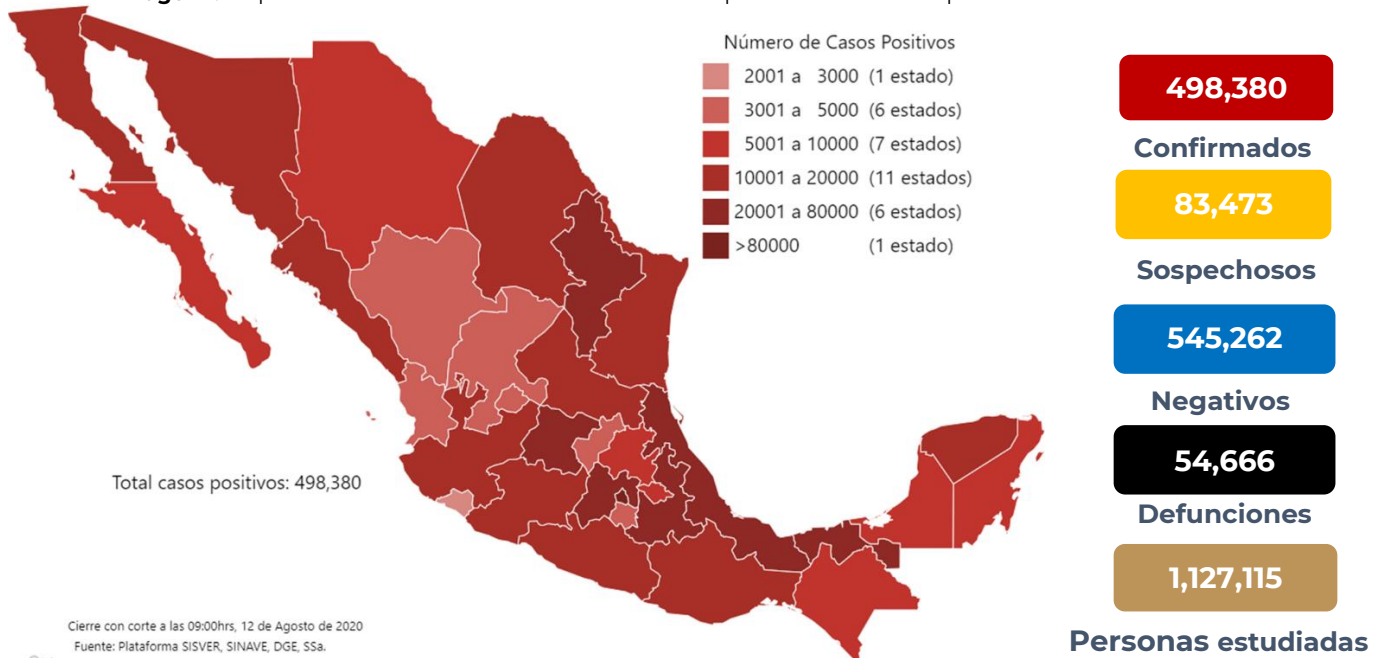 Número de Casos Positivos
2001 a 3000 (1 estado)
3001 a 5000 (6 estados)
5001 a 10000 (7 estados)
10001 a 20000 (11 estados)
20001 a 80000 (6 estados)
>80000 (1 estado)
Total casos positivos: 498,380
Cierre con corte a las 09:00hrs, 12 de Agosto de 2020
Fuente: Plataforma SISVER, SINAVE, DGE, SSa.
498,380
Confirmados
83,473
Sospechosos
545,262
Negativos
54,666
Defunciones
1,127,115
Personas estudiadas